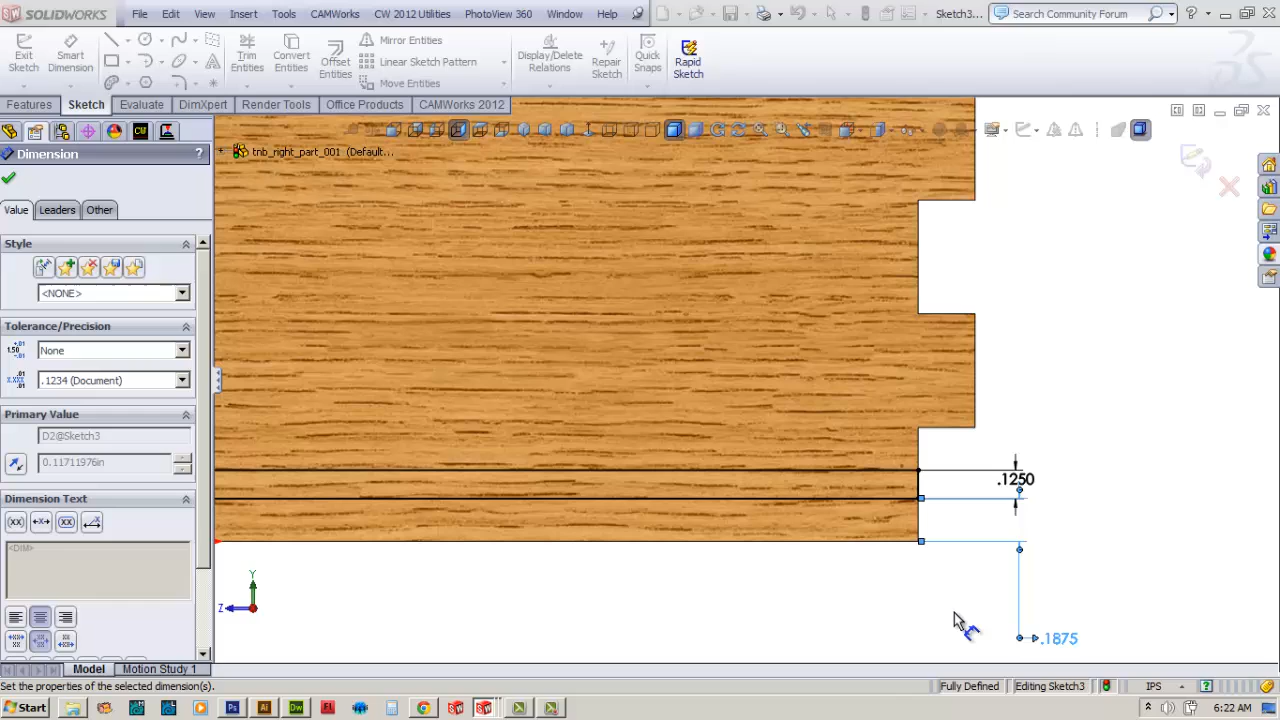 SOLIDWORKS File Edit View Insert Tools CAMWorks CW 2012 Utilities PhotoView 360 Window Help Sketch3... Search Community Forum
Exit Sketch Smart Dimension Trim Entities Convert Entities Offset Entities Mirror Entities Linear Sketch Pattern Move Entities Display/Delete Relations Repair Sketch Quick Snaps Rapid Sketch
Features Sketch Evaluate DimXpert Render Tools Office Products CAMWorks 2012
Dimension ?
tnb_right_part_001 (Default...
Value Leaders Other
Style
<NONE>
Tolerance/Precision
None
.1234 (Document)
Primary Value
D2@Sketch3
0.11711976in
Dimension Text
<DIM>
.1250
.1875
Y
Z
Model Motion Study 1
Set the properties of the selected dimension(s). Fully Defined Editing Sketch3 IPS
Start 6:22 AM